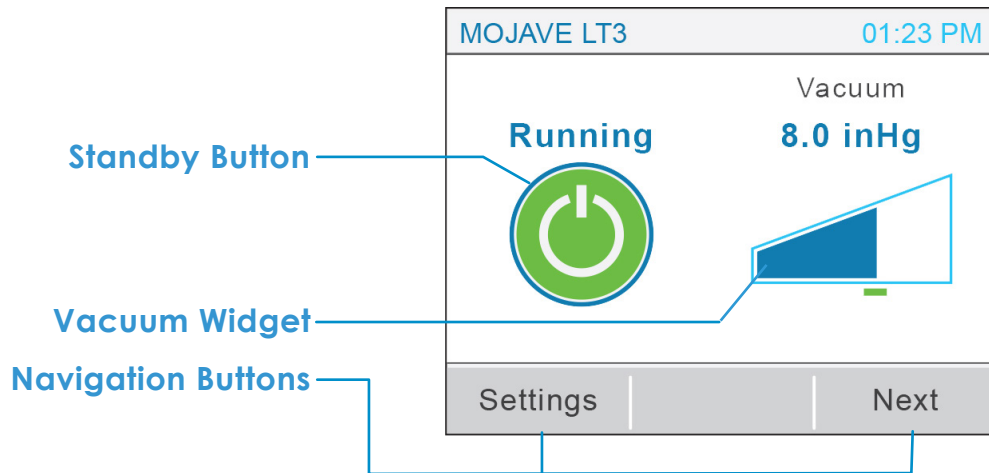 MOJAVE LT3 01:23 PM
Vacuum
Running 8.0 inHg
Standby Button
Vacuum Widget
Navigation Buttons
Settings Next